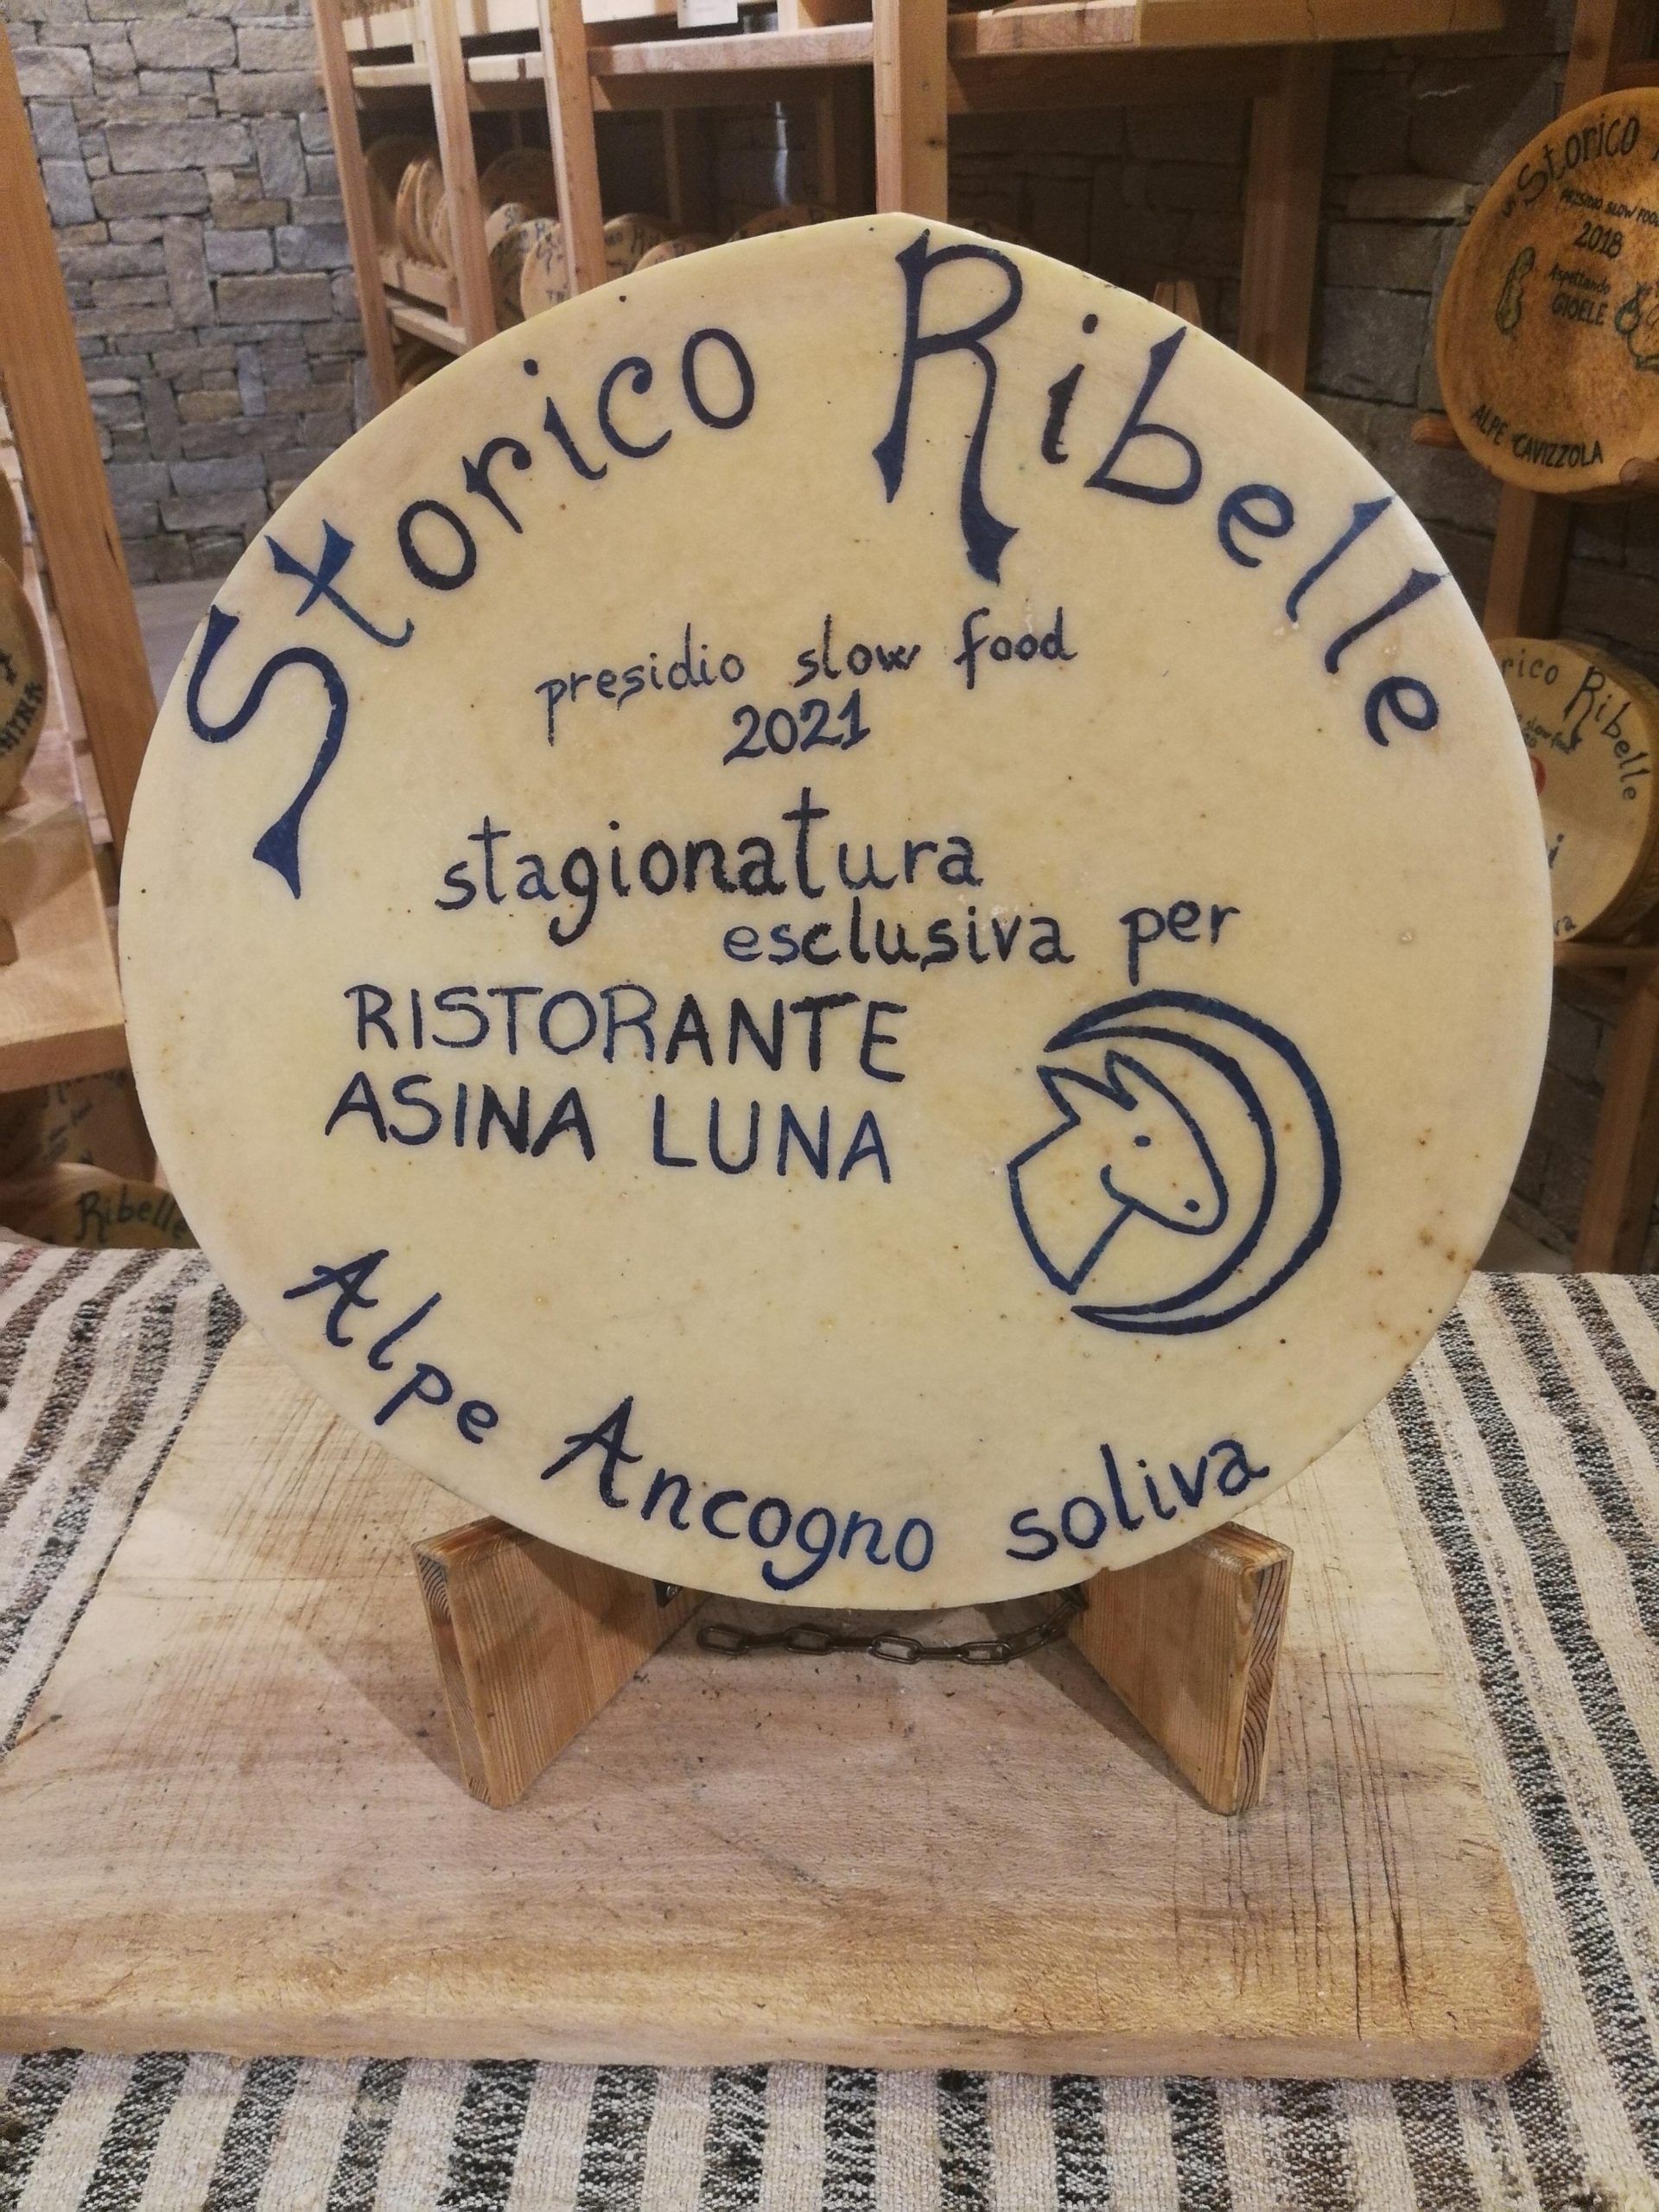 Storico Ribelle
presidio slow food
2021
stagionatura
esclusiva per
RISTORANTE
ASINA LUNA
Alpe Ancogno soliva
Storico
PRESIDIO SLOW FOOD
2018
Aspettando
GIOELE
ALPE CAVIZZOLA
Ribelle
Ribelle